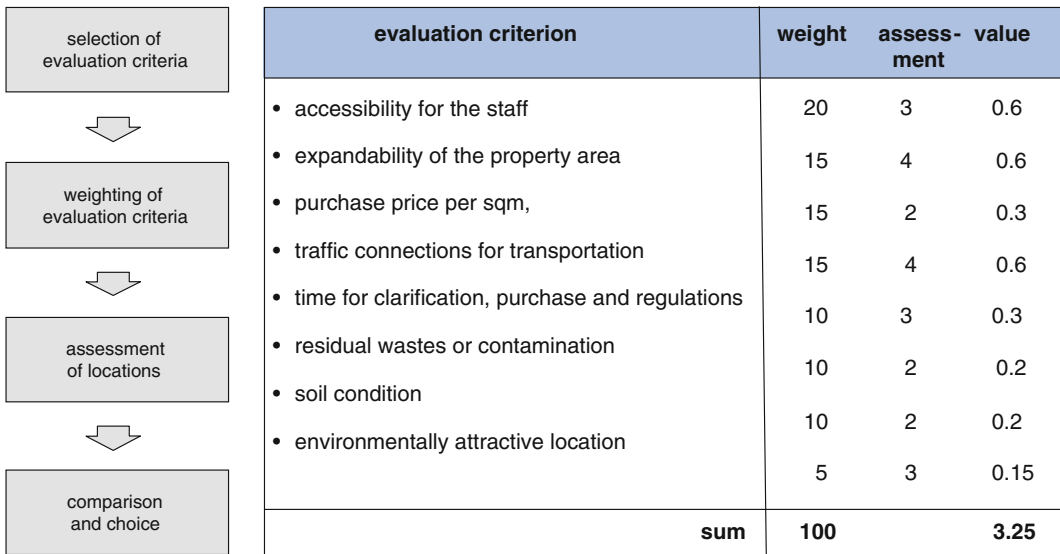 selection of
evaluation criteria
weighting of
evaluation criteria
assessment
of locations
comparison
and choice
evaluation criterion weight assess- value
ment
• accessibility for the staff 20 3 0.6
• expandability of the property area 15 4 0.6
• purchase price per sqm, 15 2 0.3
• traffic connections for transportation 15 4 0.6
• time for clarification, purchase and regulations 10 3 0.3
• residual wastes or contamination 10 2 0.2
• soil condition 10 2 0.2
• environmentally attractive location 5 3 0.15
sum 100 3.25